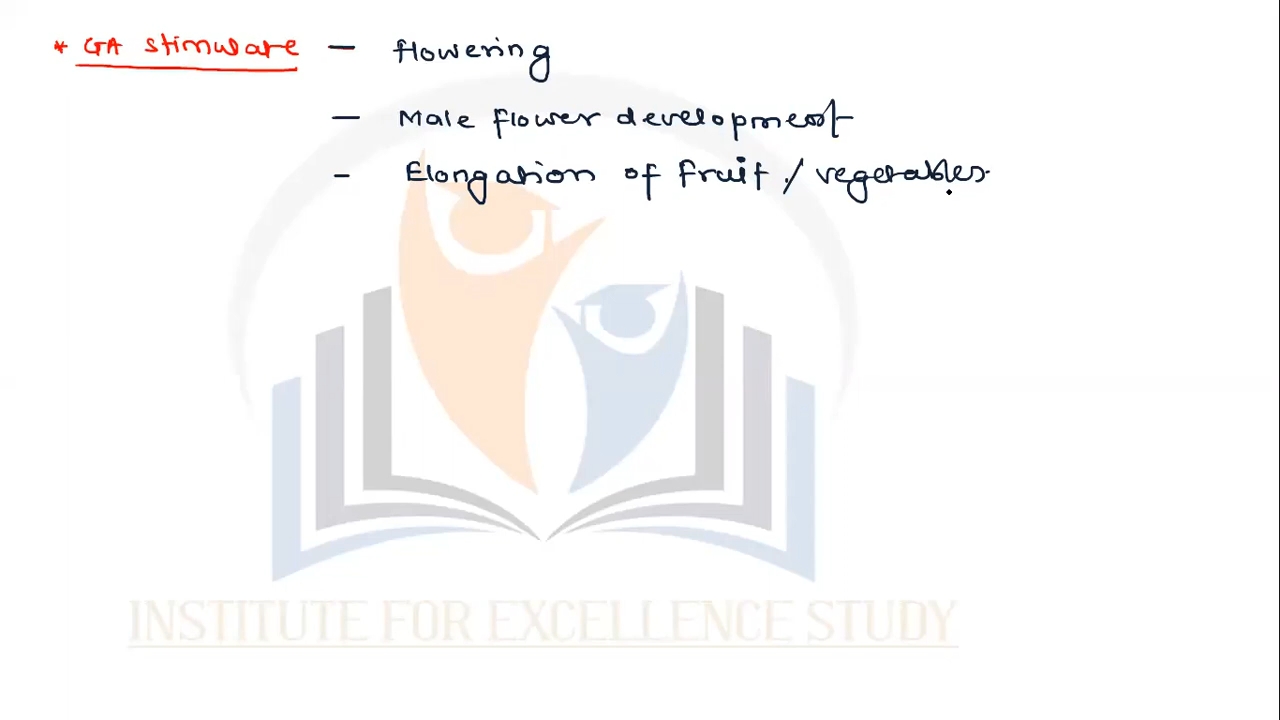 * GA stimulate — flowering
— Male flower development
- Elongation of fruit / vegetables
INSTITUTE FOR EXCELLENCE STUDY